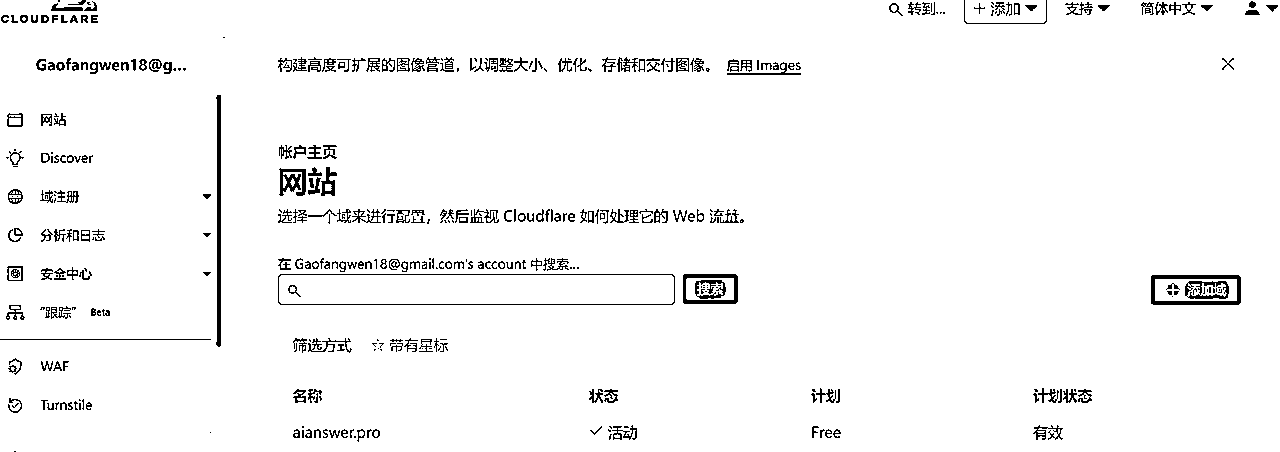 CLOUDFLARE
转到... + 添加 支持 简体中文
Gaofangwen18@g...
构建高度可扩展的图像管道，以调整大小、优化、存储和交付图像。 启用 Images
网站
Discover
域注册
分析和日志
安全中心
"跟踪" Beta
WAF
Turnstile
帐户主页
网站
选择一个域来进行配置，然后监视 Cloudflare 如何处理它的 Web 流量。
在 Gaofangwen18@gmail.com's account 中搜索...
搜索
添加域
筛选方式 ☆ 带有星标
名称 状态 计划 计划状态
aianswer.pro ✓ 活动 Free 有效